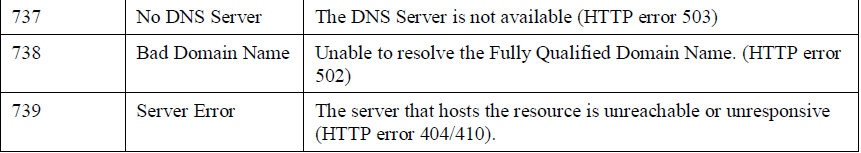 737 No DNS Server The DNS Server is not available (HTTP error 503)
738 Bad Domain Name Unable to resolve the Fully Qualified Domain Name. (HTTP error
502)
739 Server Error The server that hosts the resource is unreachable or unresponsive
(HTTP error 404/410).